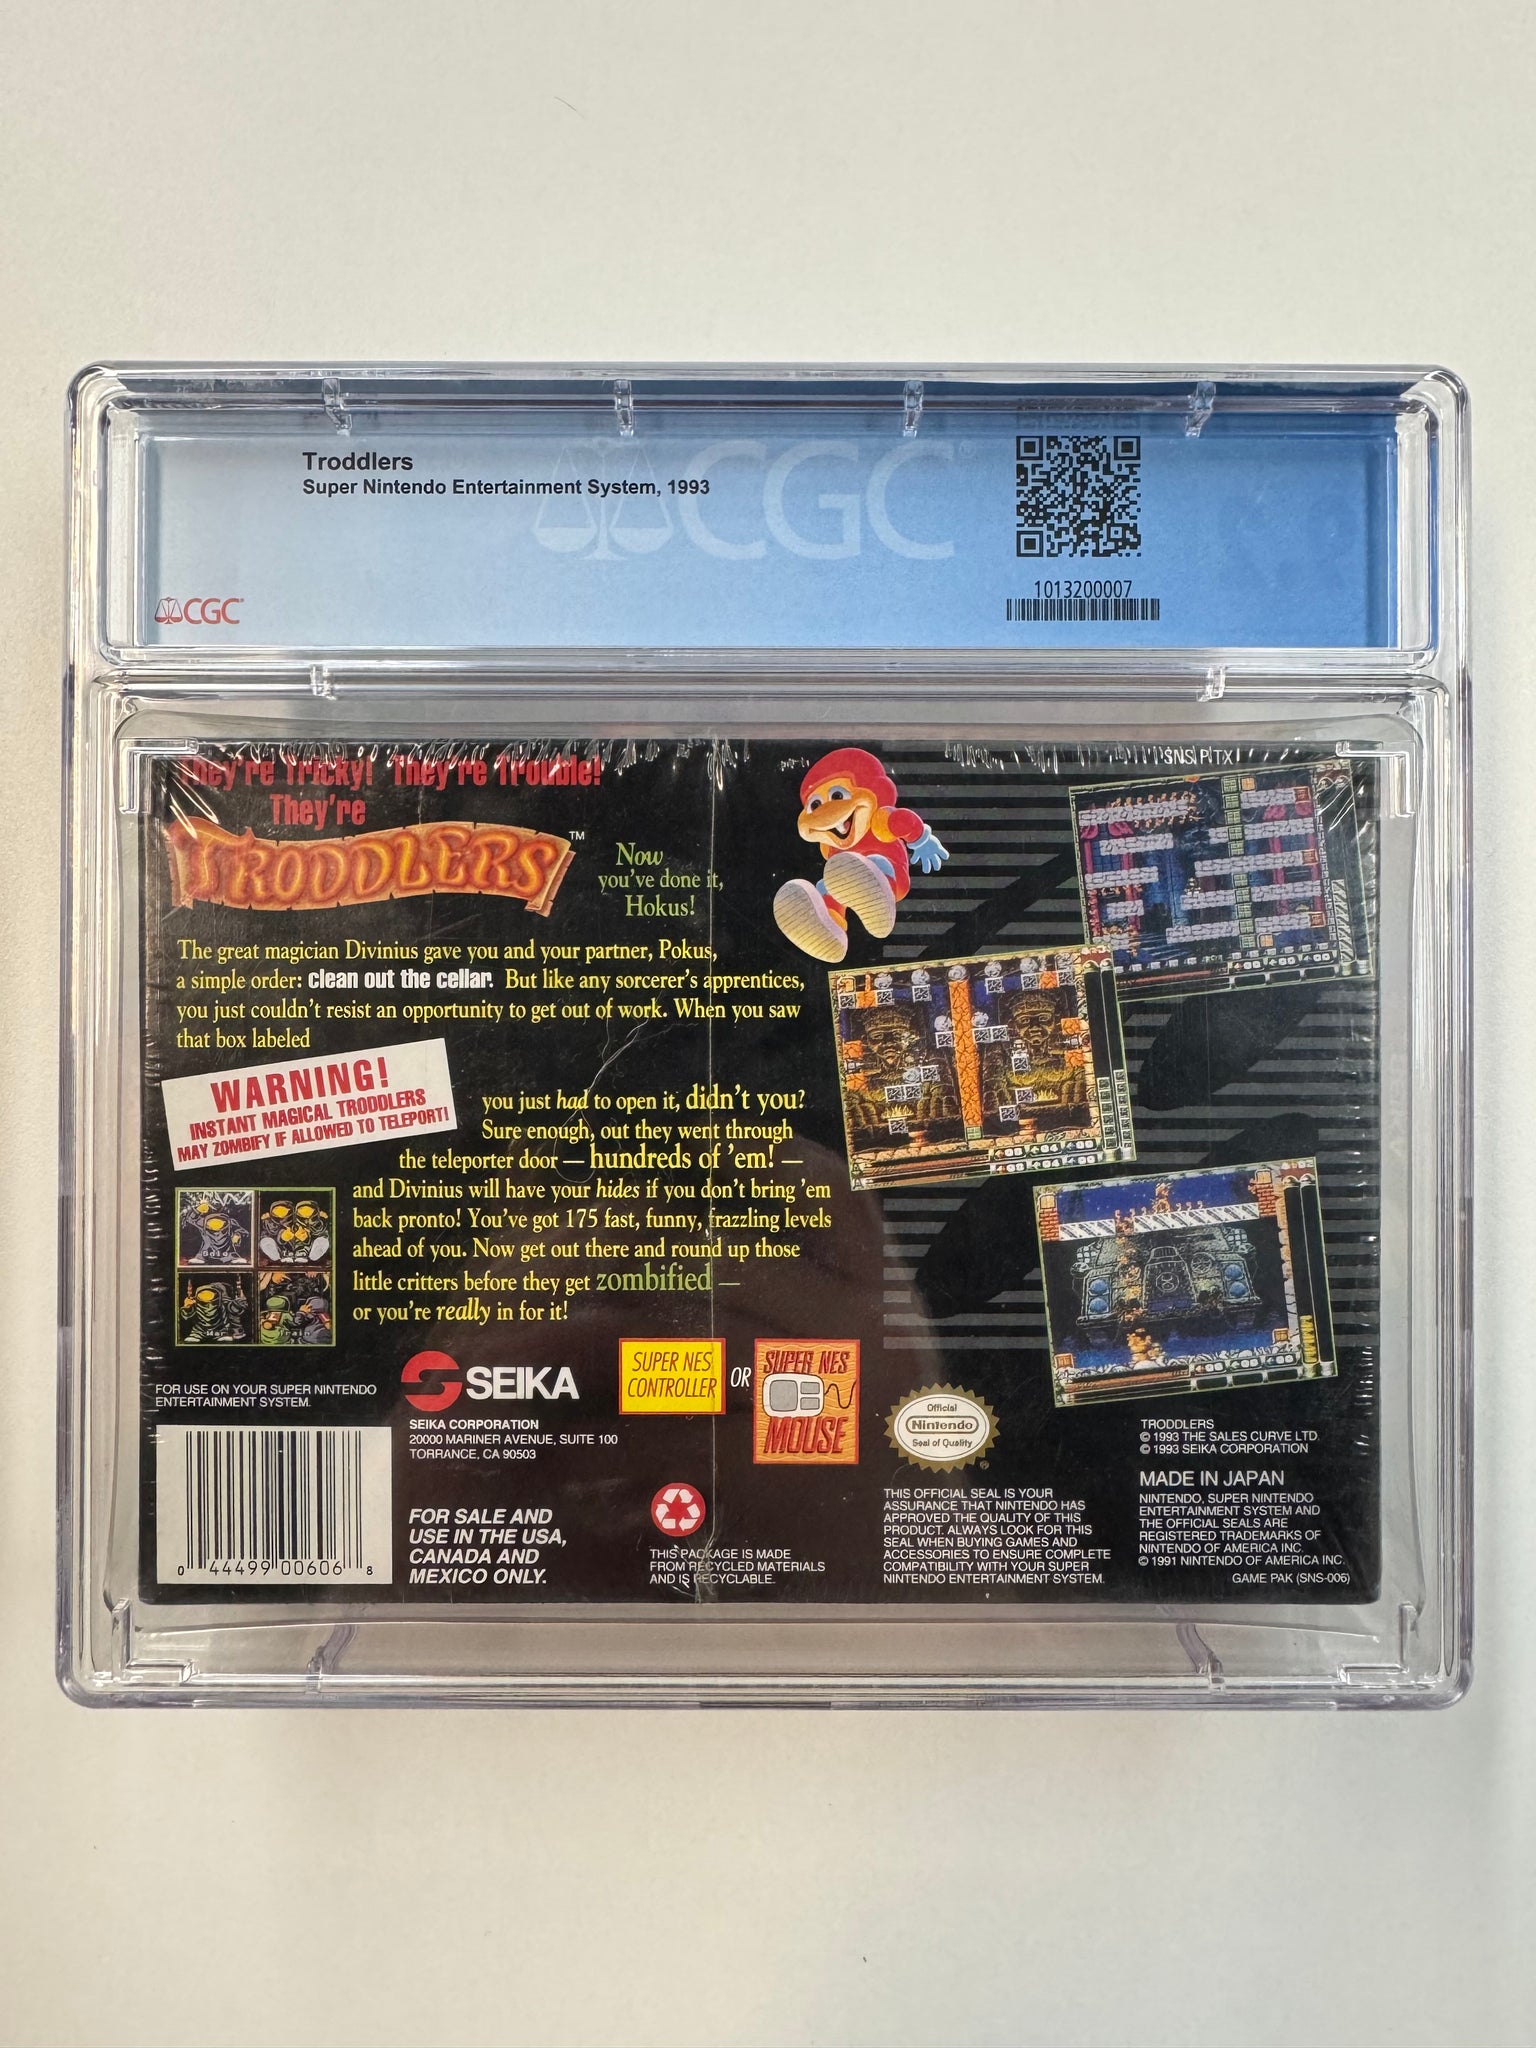 Troddlers
Super Nintendo Entertainment System, 1993
CGC
1013200007
CGC
They're Tricky! They're Trouble!
They're
TRODDLERS™
SNS P TX
Now
you've done it,
Hokus!
The great magician Divinius gave you and your partner, Pokus,
a simple order: clean out the cellar. But like any sorcerer's apprentices,
you just couldn't resist an opportunity to get out of work. When you saw
that box labeled
WARNING!
INSTANT MAGICAL TRODDLERS
MAY ZOMBIFY IF ALLOWED TO TELEPORT!
you just had to open it, didn't you?
Sure enough, out they went through
the teleporter door — hundreds of 'em! —
and Divinius will have your hides if you don't bring 'em
back pronto! You've got 175 fast, funny, frazzling levels
ahead of you. Now get out there and round up those
little critters before they get zombified —
or you're really in for it!
Solo Team
War Train
FOR USE ON YOUR SUPER NINTENDO
ENTERTAINMENT SYSTEM.
0 44499 00606 8
SEIKA
SEIKA CORPORATION
20000 MARINER AVENUE, SUITE 100
TORRANCE, CA 90503
FOR SALE AND
USE IN THE USA,
CANADA AND
MEXICO ONLY.
SUPER NES
CONTROLLER
OR
SUPER NES
MOUSE
THIS PACKAGE IS MADE
FROM RECYCLED MATERIALS
AND IS RECYCLABLE.
Official
Nintendo
Seal of Quality
®
THIS OFFICIAL SEAL IS YOUR
ASSURANCE THAT NINTENDO HAS
APPROVED THE QUALITY OF THIS
PRODUCT. ALWAYS LOOK FOR THIS
SEAL WHEN BUYING GAMES AND
ACCESSORIES TO ENSURE COMPLETE
COMPATIBILITY WITH YOUR SUPER
NINTENDO ENTERTAINMENT SYSTEM.
TRODDLERS
© 1993 THE SALES CURVE LTD.
© 1993 SEIKA CORPORATION
MADE IN JAPAN
NINTENDO, SUPER NINTENDO
ENTERTAINMENT SYSTEM AND
THE OFFICIAL SEALS ARE
REGISTERED TRADEMARKS OF
NINTENDO OF AMERICA INC.
© 1991 NINTENDO OF AMERICA INC.
GAME PAK (SNS-006)